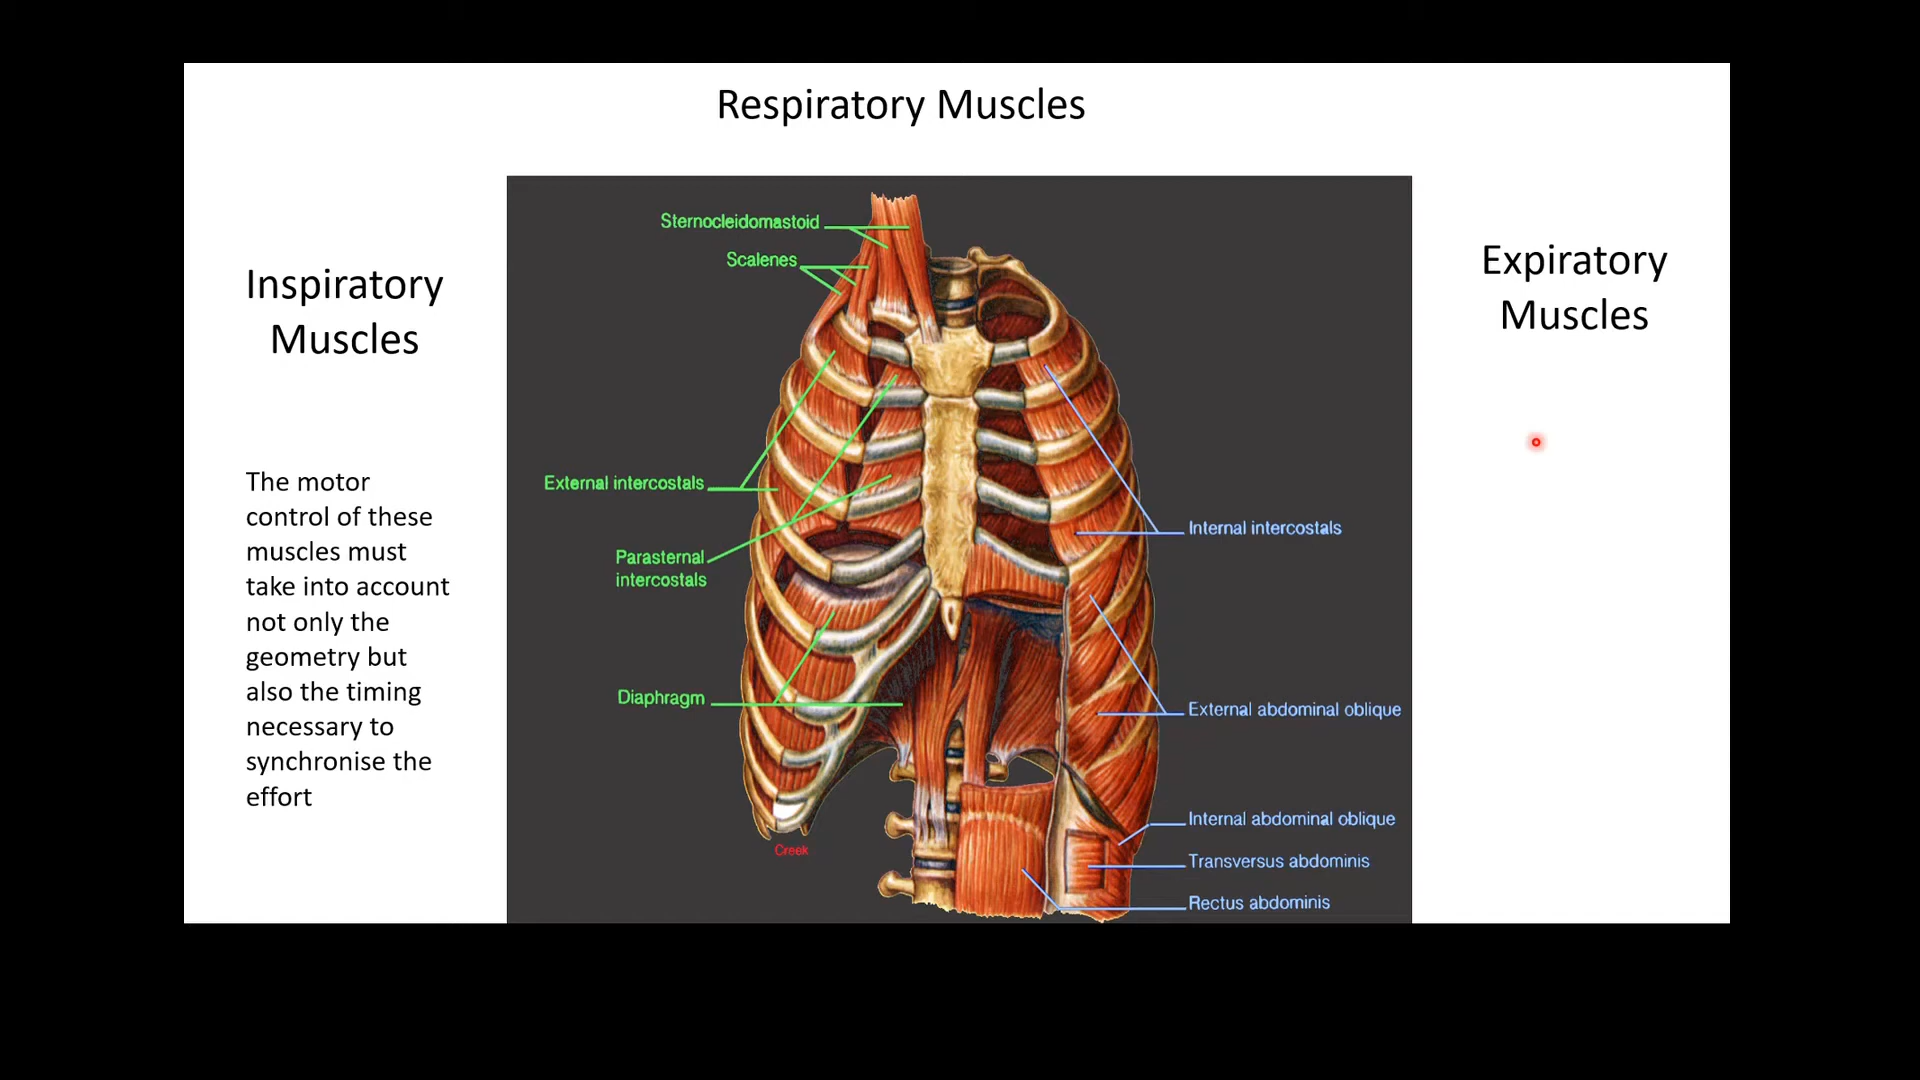 Respiratory Muscles
Inspiratory
Muscles
The motor
control of these
muscles must
take into account
not only the
geometry but
also the timing
necessary to
synchronise the
effort
Sternocleidomastoid
Scalenes
External intercostals
Parasternal
intercostals
Diaphragm
Creek
Internal intercostals
External abdominal oblique
Internal abdominal oblique
Transversus abdominis
Rectus abdominis
Expiratory
Muscles